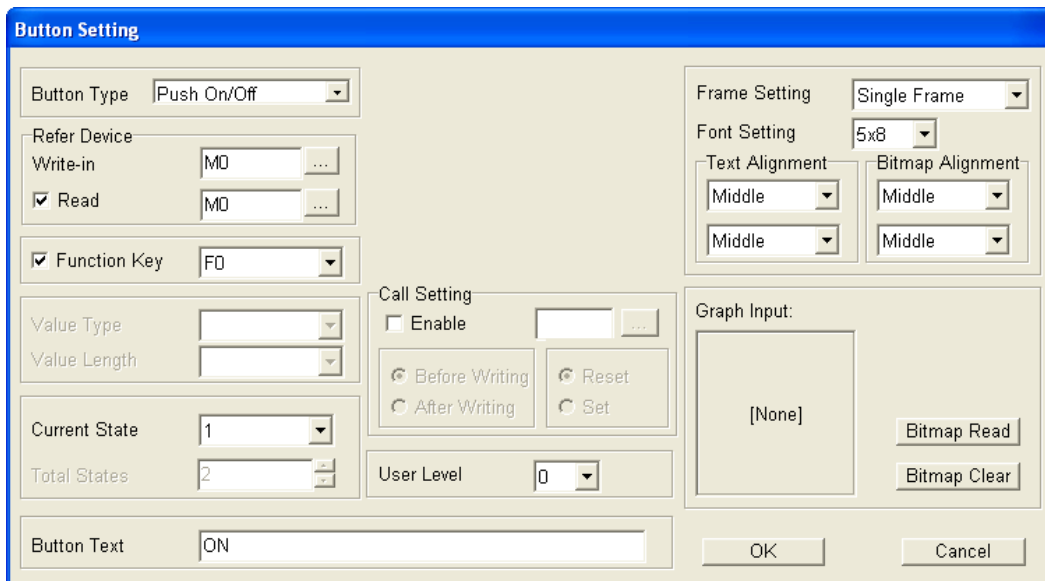 Button Setting
Button Type Push On/Off
Refer Device
Write-in M0 ...
Read M0 ...
Function Key F0
Value Type
Value Length
Current State 1
Total States 2
Button Text ON
Call Setting
Enable ...
Before Writing Reset
After Writing Set
User Level 0
Frame Setting Single Frame
Font Setting 5x8
Text Alignment Bitmap Alignment
Middle Middle
Middle Middle
Graph Input:
[None]
Bitmap Read
Bitmap Clear
OK Cancel